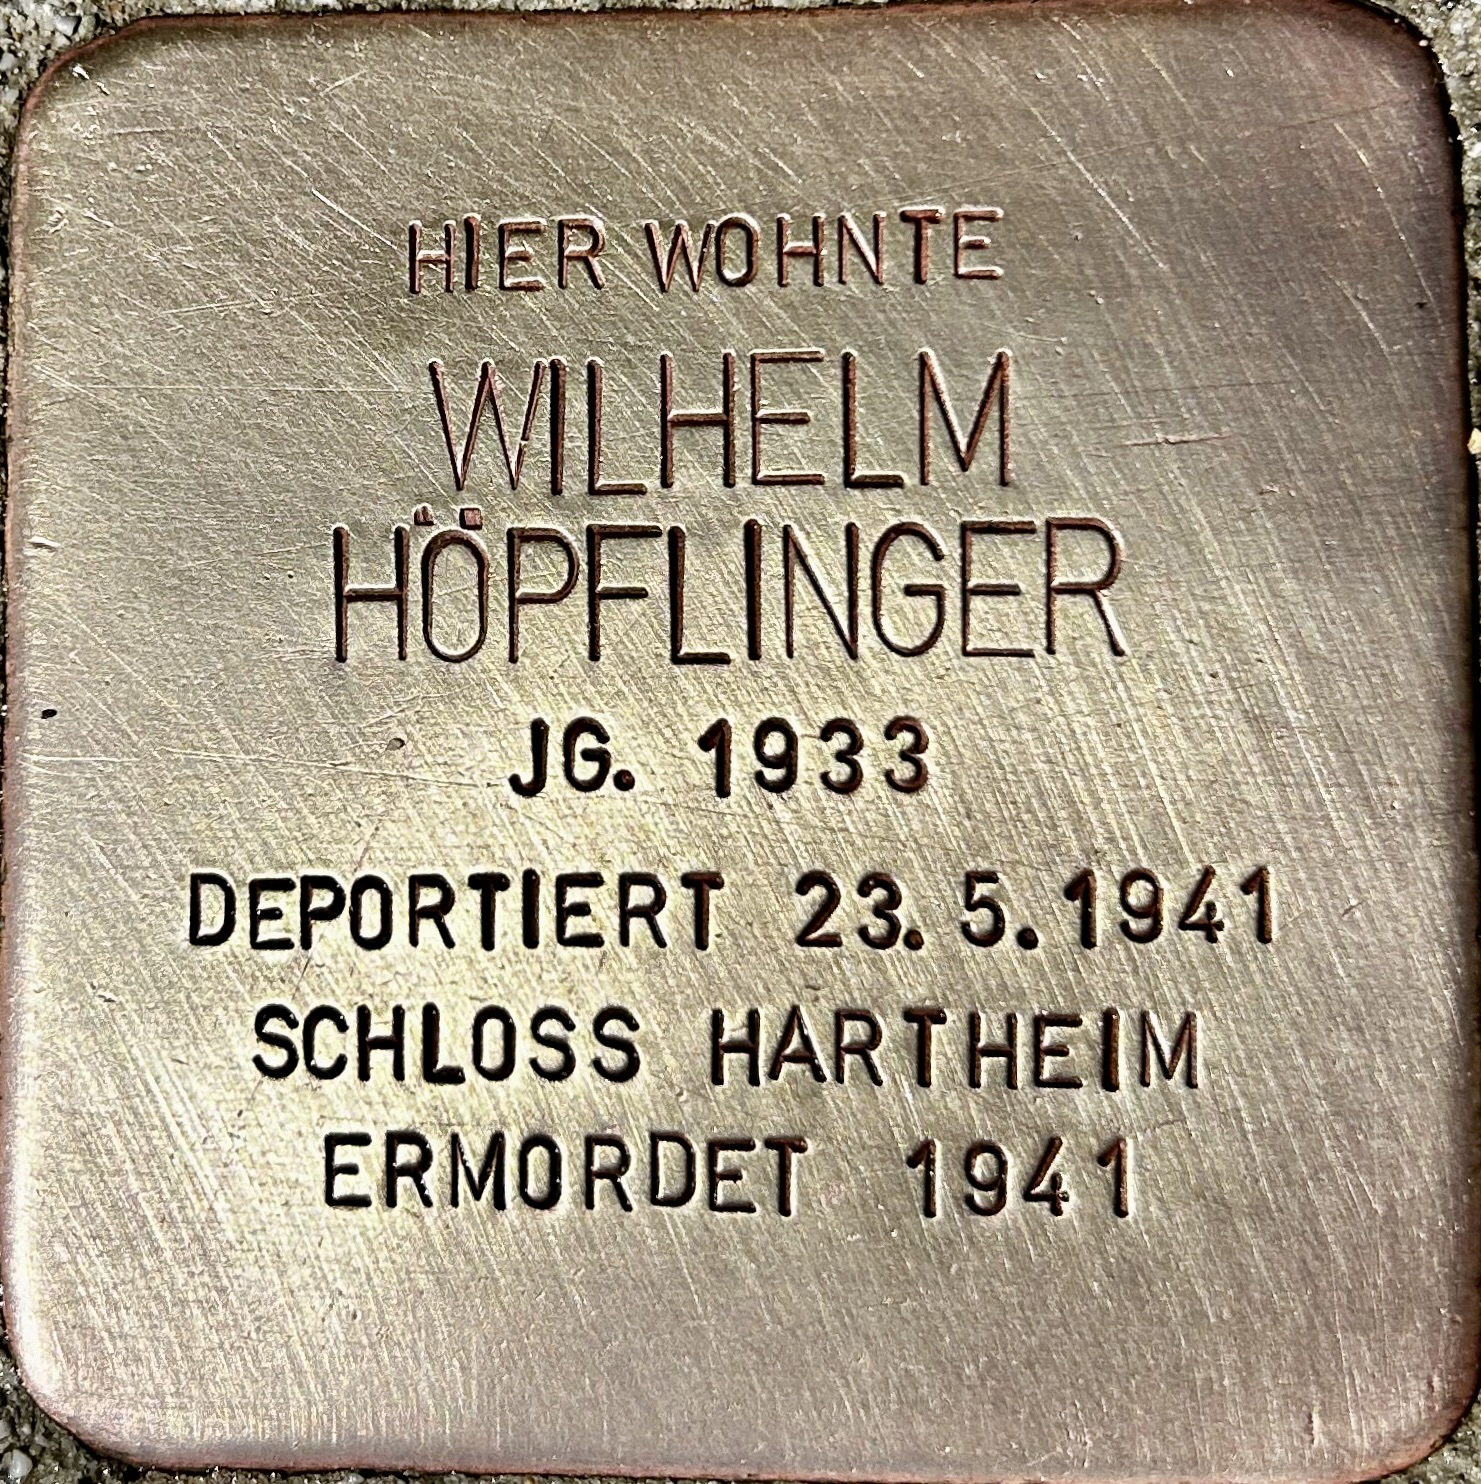 HIER WOHNTE
WILHELM
HÖPFLINGER
JG. 1933
DEPORTIERT 23.5.1941
SCHLOSS HARTHEIM
ERMORDET 1941